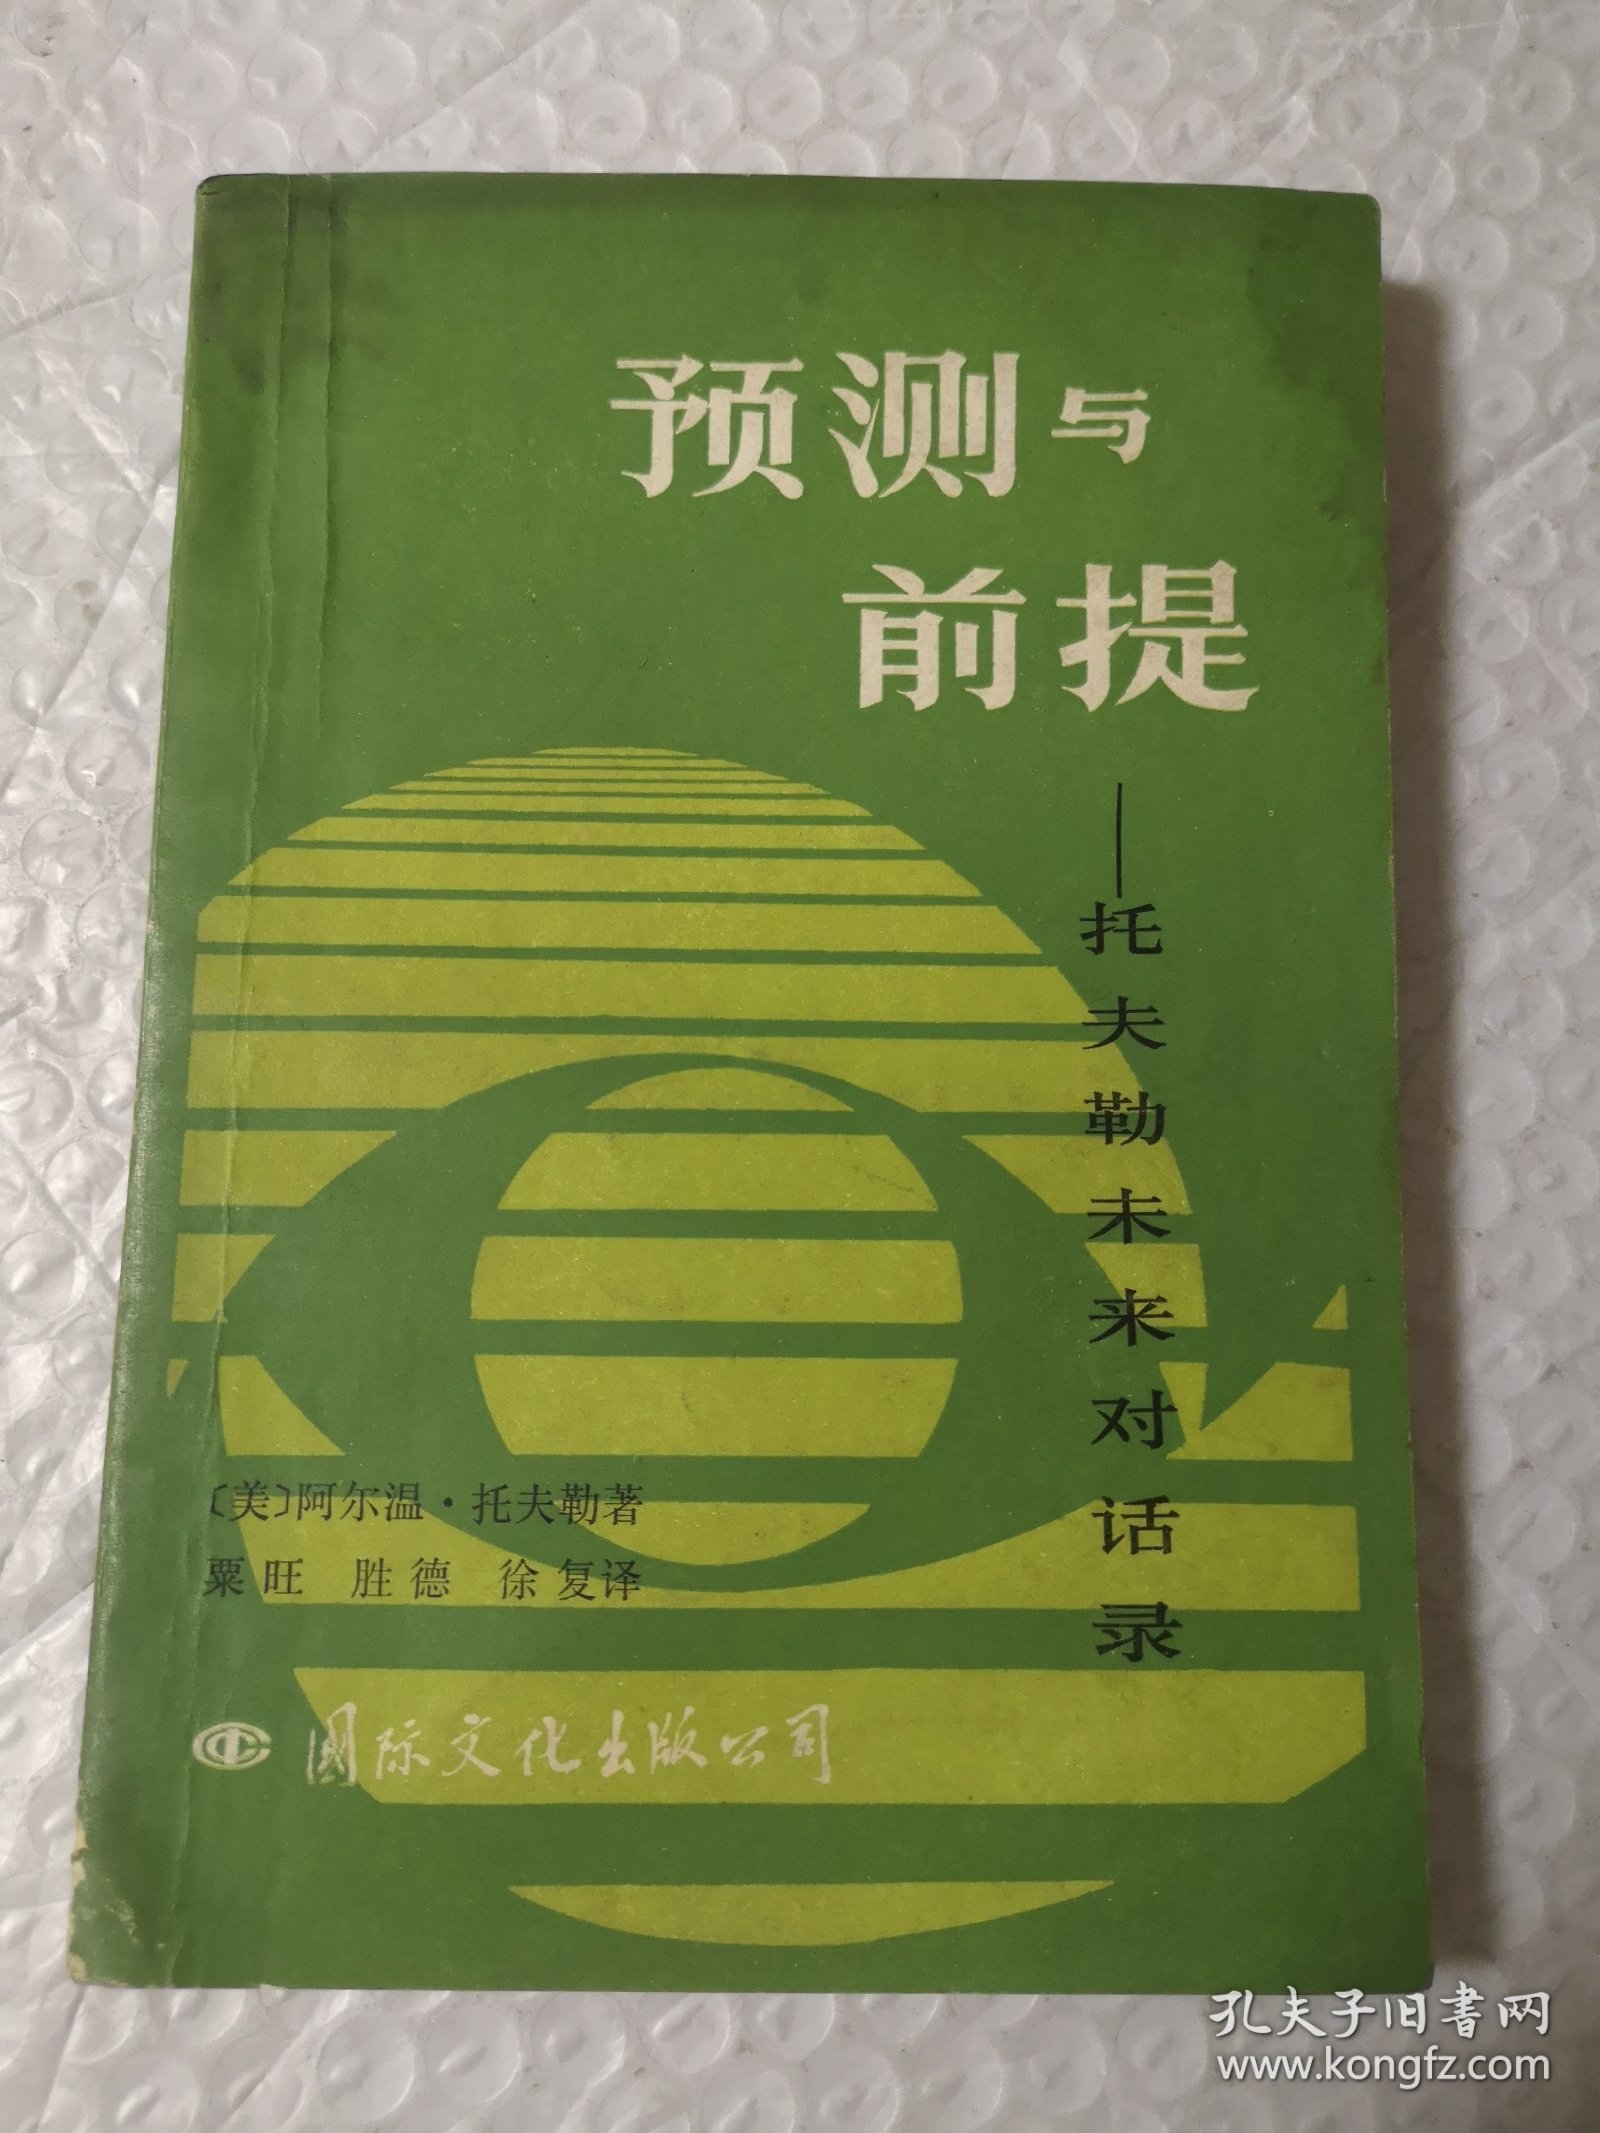 预测与
前提
——托夫勒未来对话录
〔美〕阿尔温·托夫勒著
粟旺 胜德 徐复译
国际文化出版公司
孔夫子旧书网
www.kongfz.com